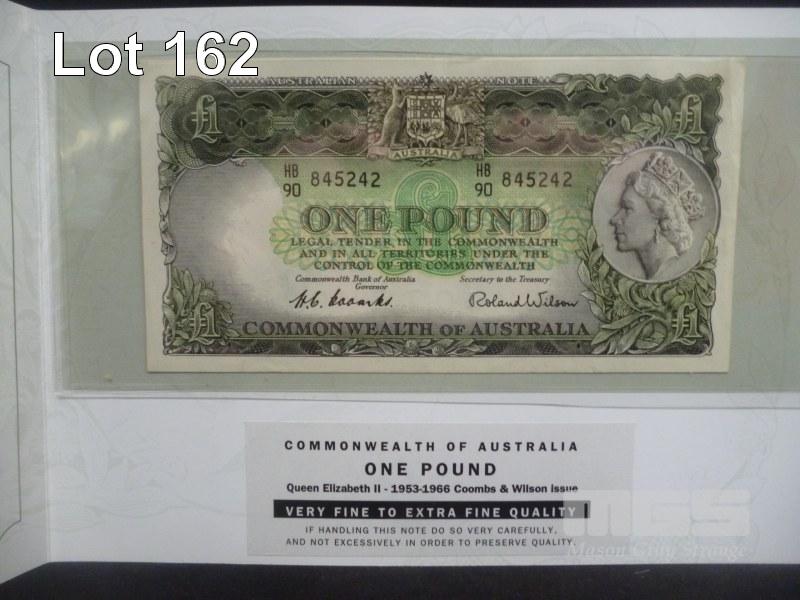 Lot 162
AUSTRALIAN NOTE
£1 £1
AUSTRALIA
HB 90 845242 HB 90 845242
ONE POUND
LEGAL TENDER IN THE COMMONWEALTH
AND IN ALL TERRITORIES UNDER THE
CONTROL OF THE COMMONWEALTH
Commonwealth Bank of Australia Secretary to the Treasury
Governor
H.C. Coombs. Roland Wilson
£1 £1
COMMONWEALTH OF AUSTRALIA
COMMONWEALTH OF AUSTRALIA
ONE POUND
Queen Elizabeth II - 1953-1966 Coombs & Wilson issue
VERY FINE TO EXTRA FINE QUALITY
IF HANDLING THIS NOTE DO SO VERY CAREFULLY,
AND NOT EXCESSIVELY IN ORDER TO PRESERVE QUALITY.
MGS
Mason Gray Strange